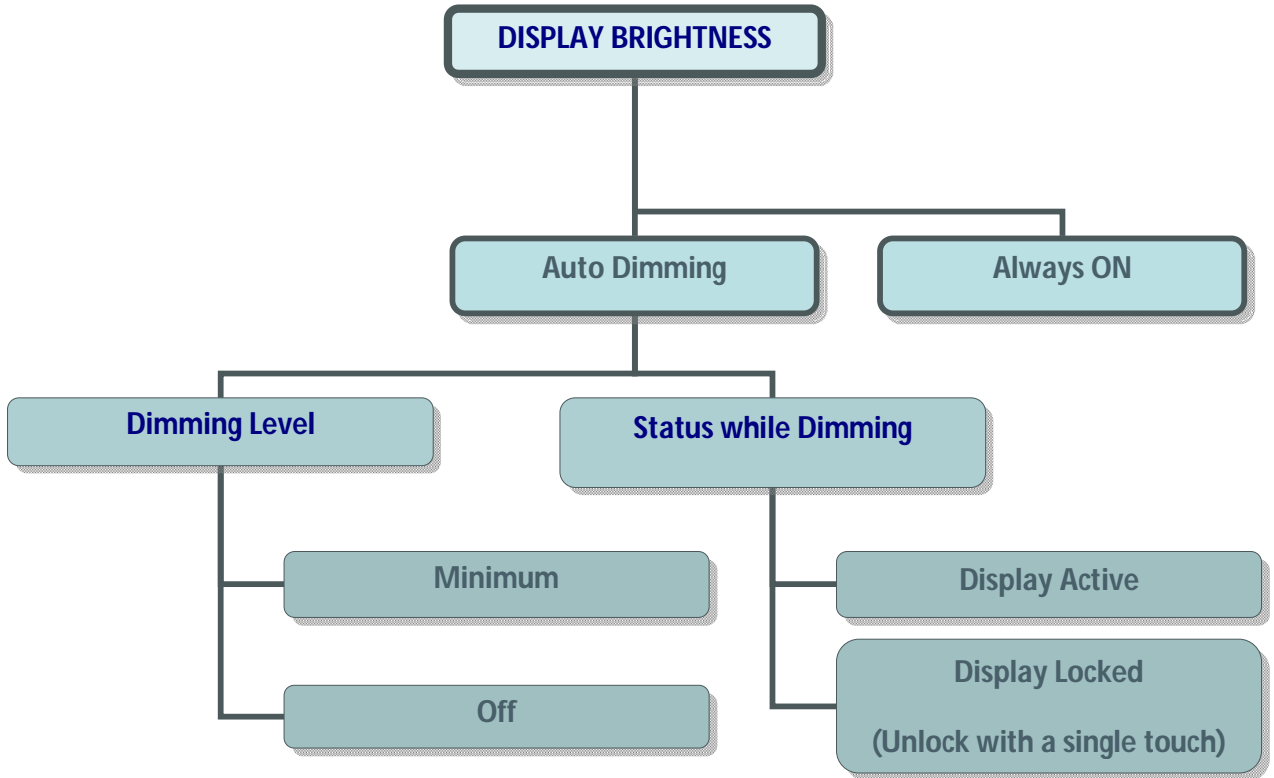 DISPLAY BRIGHTNESS
Auto Dimming
Always ON
Dimming Level
Status while Dimming
Minimum
Display Active
Off
Display Locked
(Unlock with a single touch)